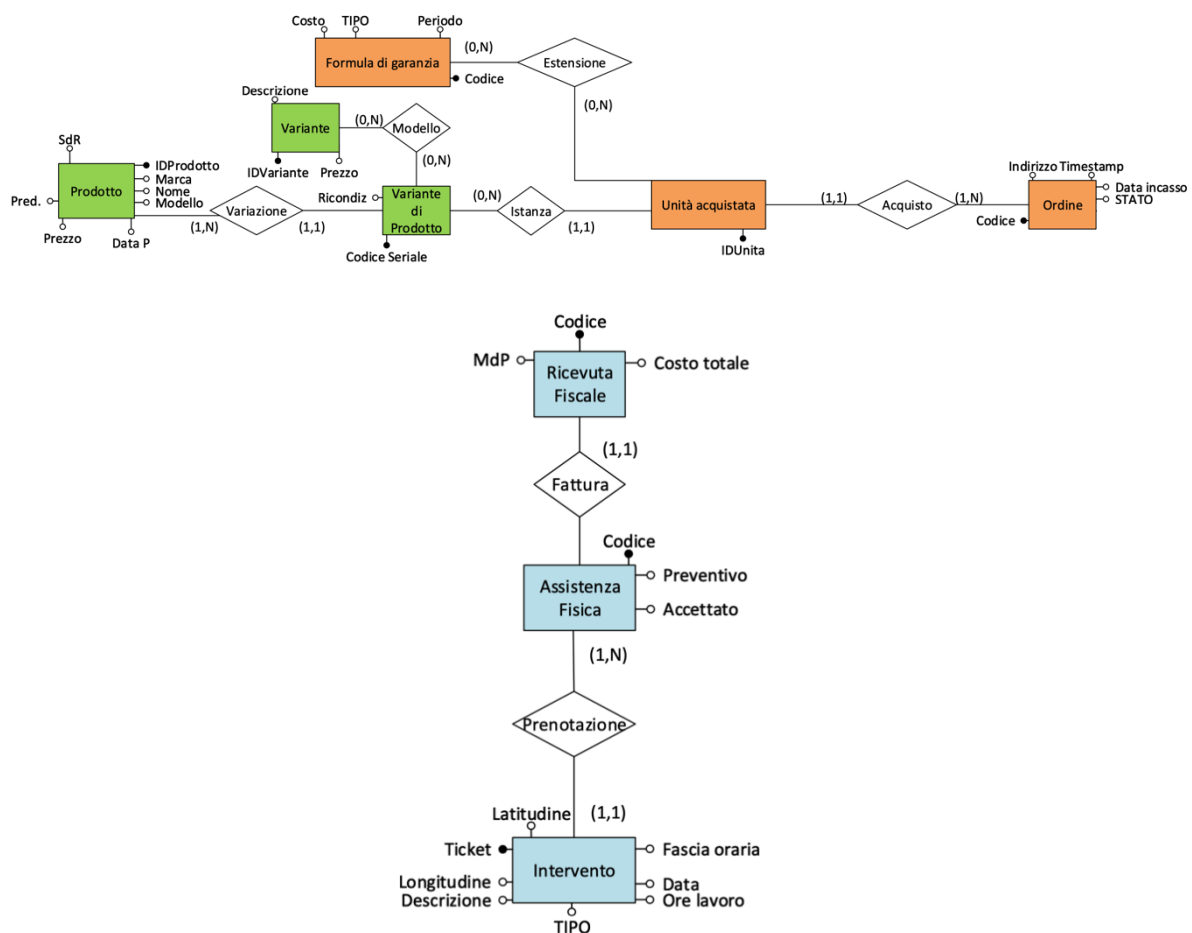 Costo TIPO Periodo
Formula di garanzia
(0,N)
Estensione
Codice
(0,N)
Descrizione
Variante
(0,N)
Modello
IDVariante
Prezzo
(0,N)
SdR
Prodotto
IDProdotto
Marca
Nome
Modello
Pred.
Prezzo
Data P
(1,N)
Variazione
(1,1)
Ricondiz
Variante
di
Prodotto
Codice Seriale
(0,N)
Istanza
(1,1)
Unità acquistata
IDUnita
(1,1)
Acquisto
(1,N)
Indirizzo Timestamp
Ordine
Data incasso
STATO
Codice
Codice
MdP
Ricevuta
Fiscale
Costo totale
(1,1)
Fattura
Codice
Assistenza
Fisica
Preventivo
Accettato
(1,N)
Prenotazione
(1,1)
Latitudine
Ticket
Intervento
Fascia oraria
Longitudine
Data
Descrizione
Ore lavoro
TIPO